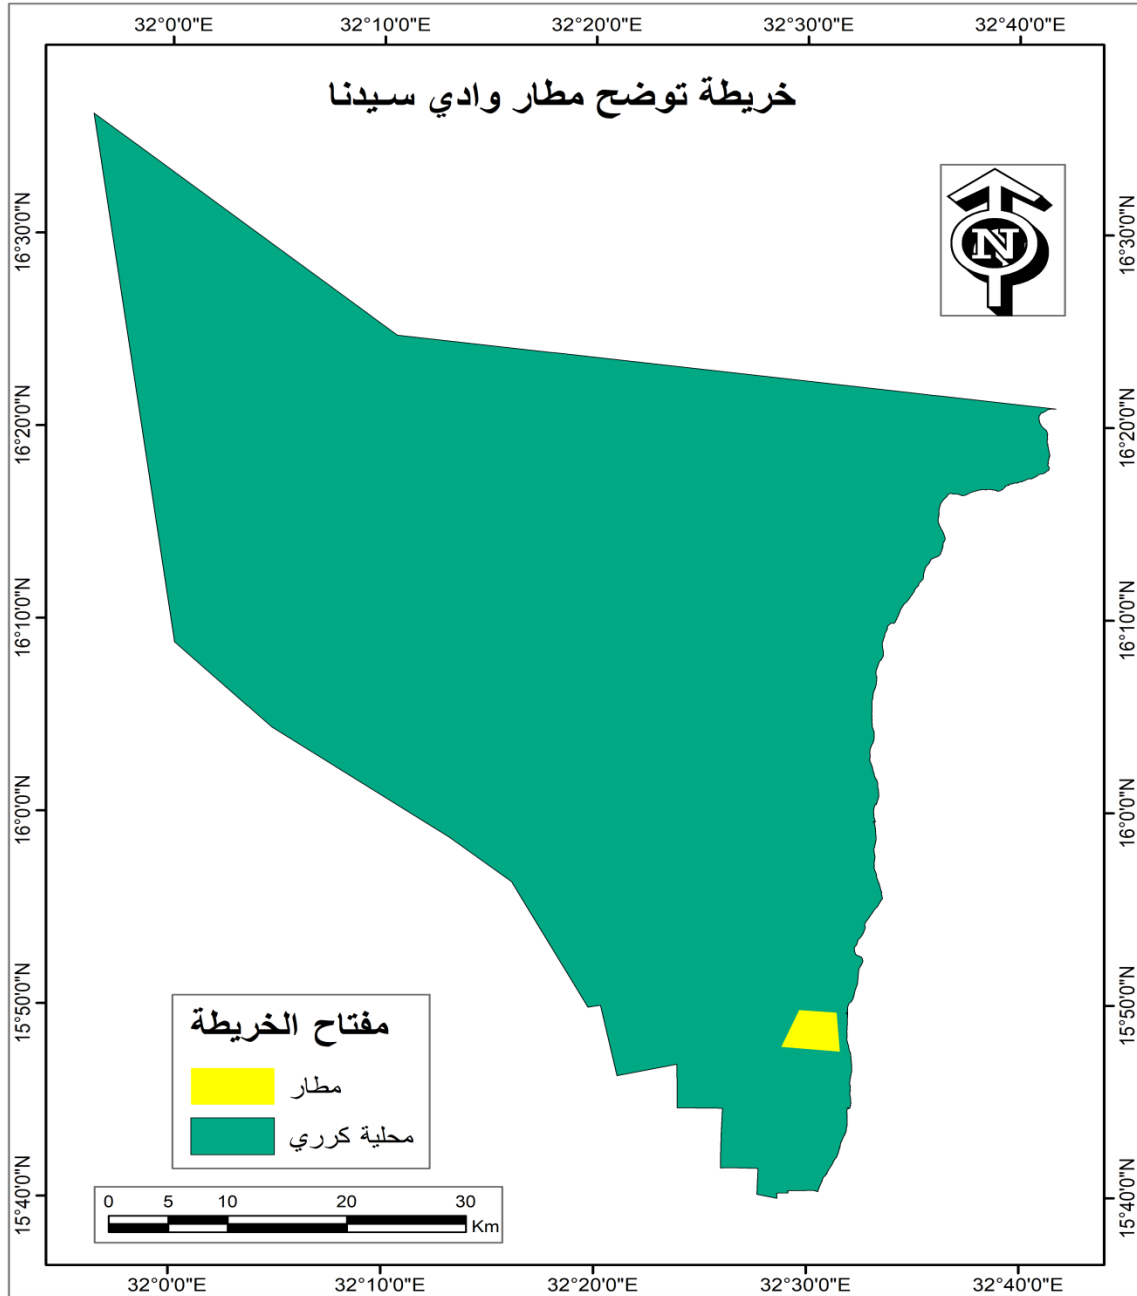 32°0'0"E 32°10'0"E 32°20'0"E 32°30'0"E 32°40'0"E
خريطة توضح مطار وادي سيدنا
N
16°30'0"N 16°30'0"N
16°20'0"N 16°20'0"N
16°10'0"N 16°10'0"N
16°0'0"N 16°0'0"N
15°50'0"N 15°50'0"N
مفتاح الخريطة
مطار
محلية كرري
15°40'0"N 15°40'0"N
0 5 10 20 30
Km
32°0'0"E 32°10'0"E 32°20'0"E 32°30'0"E 32°40'0"E